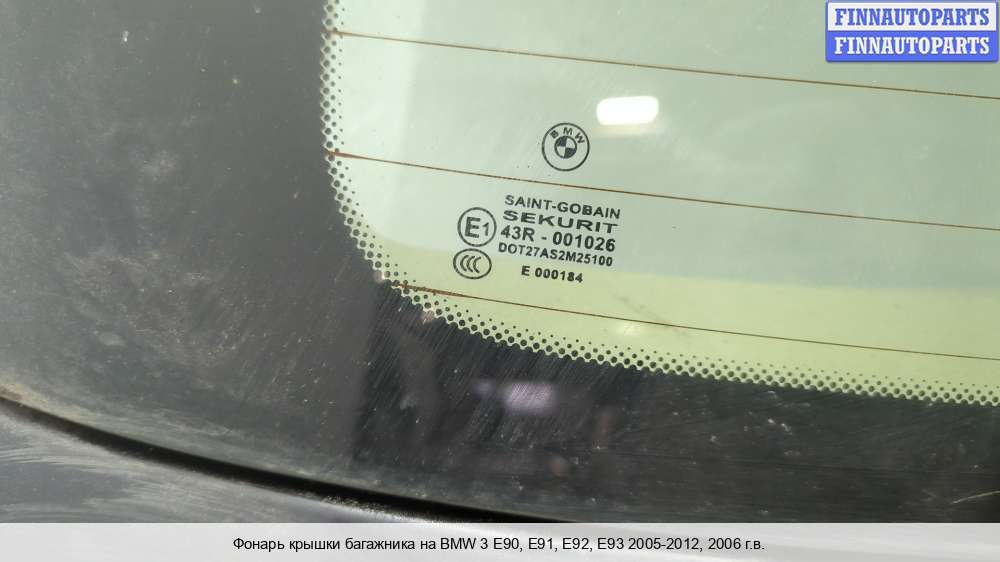 FINNAUTOPARTS
FINNAUTOPARTS
BMW
SAINT-GOBAIN
SEKURIT
E1 43R - 001026
DOT27AS2M25100
CCC
E 000184
Фонарь крышки багажника на BMW 3 E90, E91, E92, E93 2005-2012, 2006 г.в.